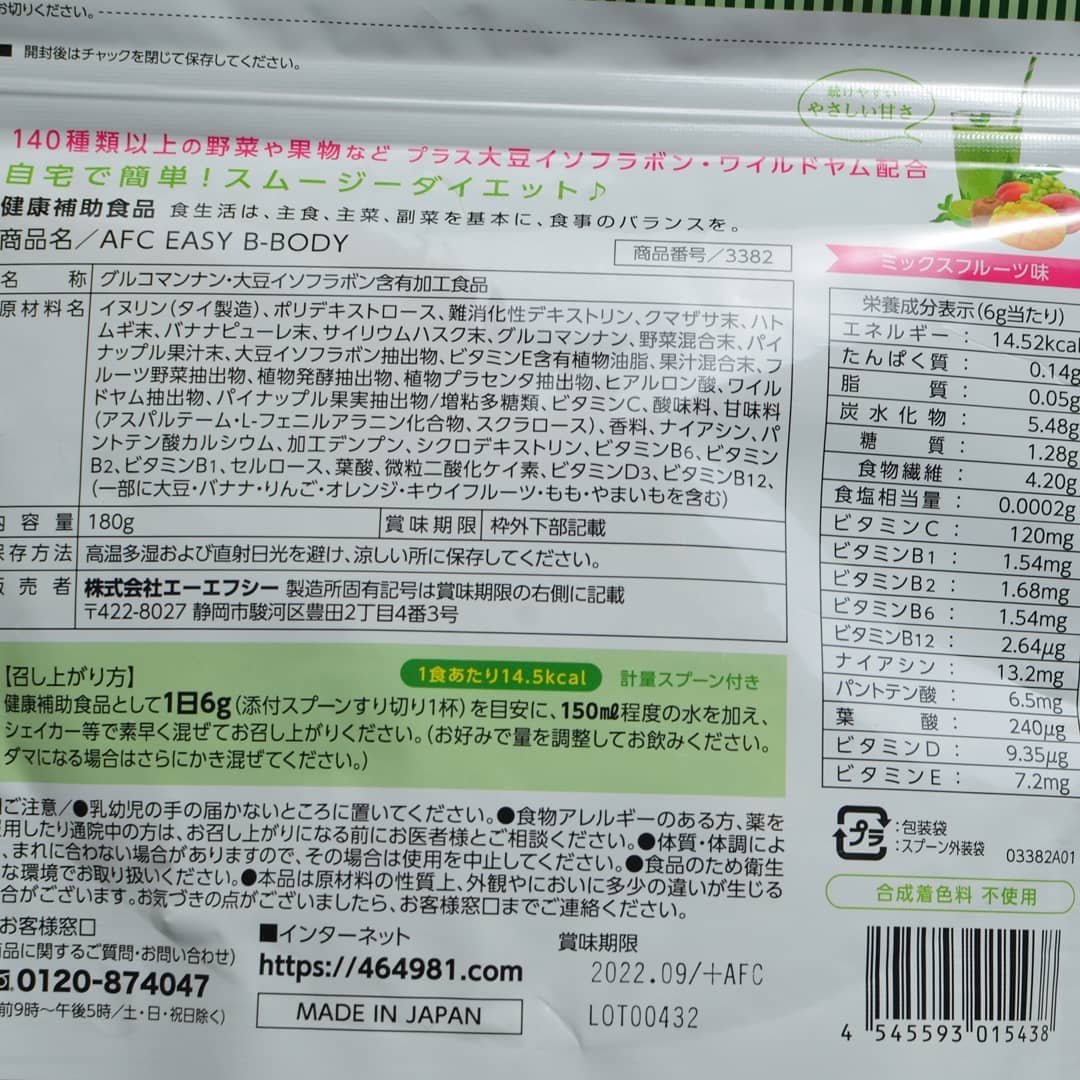 お切りください。
■ 開封後はチャックを閉じて保存してください。
続けやすい
やさしい甘さ
140種類以上の野菜や果物など プラス大豆イソフラボン・ワイルドヤム配合
自宅で簡単!スムージーダイエット♪
健康補助食品 食生活は、主食、主菜、副菜を基本に、食事のバランスを。
商品名/AFC EASY B-BODY
商品番号/3382
名 称 グルコマンナン・大豆イソフラボン含有加工食品
原材料名 イヌリン(タイ製造)、ポリデキストロース、難消化性デキストリン、クマザサ末、ハト
ムギ末、バナナピューレ末、サイリウムハスク末、グルコマンナン、野菜混合末、パイ
ナップル果汁末、大豆イソフラボン抽出物、ビタミンE含有植物油脂、果汁混合末、フ
ルーツ野菜抽出物、植物発酵抽出物、植物プラセンタ抽出物、ヒアルロン酸、ワイル
ドヤム抽出物、パイナップル果実抽出物/増粘多糖類、ビタミンC、酸味料、甘味料
(アスパルテーム・L-フェニルアラニン化合物、スクラロース)、香料、ナイアシン、パ
ントテン酸カルシウム、加工デンプン、シクロデキストリン、ビタミンB6、ビタミン
B2、ビタミンB1、セルロース、葉酸、微粒二酸化ケイ素、ビタミンD3、ビタミンB12、
(一部に大豆・バナナ・りんご・オレンジ・キウイフルーツ・もも・やまいもを含む)
内容量 180g 賞味期限 枠外下部記載
保存方法 高温多湿および直射日光を避け、涼しい所に保存してください。
販売者 株式会社エーエフシー 製造所固有記号は賞味期限の右側に記載
〒422-8027 静岡市駿河区豊田2丁目4番3号
【召し上がり方】
1食あたり14.5kcal 計量スプーン付き
健康補助食品として1日6g(添付スプーンすり切り1杯)を目安に、150mℓ程度の水を加え、
シェイカー等で素早く混ぜてお召し上がりください。(お好みで量を調整してお飲みください。
ダマになる場合はさらにかき混ぜてください。)
ご注意/●乳幼児の手の届かないところに置いてください。●食物アレルギーのある方、薬を
用したり通院中の方は、お召し上がりになる前にお医者様とご相談ください。●体質・体調によ
、まれに合わない場合がありますので、その場合は使用を中止してください。●食品のため衛生
な環境でお取り扱いください。●本品は原材料の性質上、外観やにおいに多少の違いが生じる
合がございます。お気づきの点がございましたら、お客様窓口までご連絡ください。
お客様窓口
商品に関するご質問・お問い合わせ)
0120-874047
前9時〜午後5時/土・日・祝日除く)
■インターネット
https://464981.com
MADE IN JAPAN
賞味期限
2022.09/+AFC
LOT00432
ミックスフルーツ味
栄養成分表示(6g当たり)
エネルギー: 14.52kcal
たんぱく質: 0.14g
脂 質: 0.05g
炭水化物: 5.48g
糖 質: 1.28g
食物繊維: 4.20g
食塩相当量: 0.0002g
ビタミンC: 120mg
ビタミンB1: 1.54mg
ビタミンB2: 1.68mg
ビタミンB6: 1.54mg
ビタミンB12: 2.64μg
ナイアシン: 13.2mg
パントテン酸: 6.5mg
葉 酸: 240μg
ビタミンD: 9.35μg
ビタミンE: 7.2mg
プラ
:包装袋
:スプーン外装袋
03382A01
合成着色料 不使用
4 545593 015438